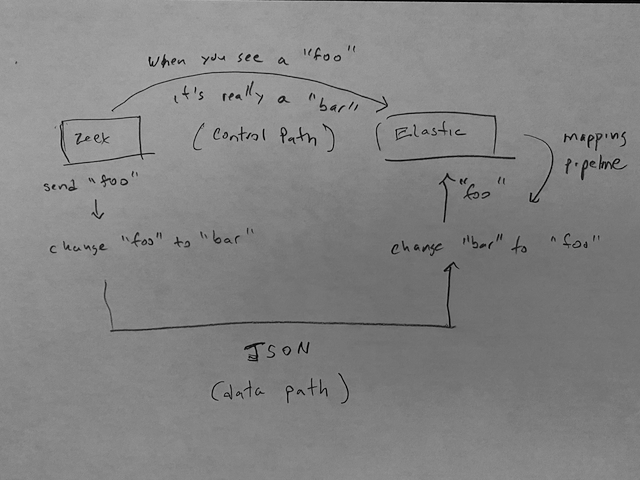 when you see a "foo"
it's really a "bar"
Zeek
(Control Path)
Elastic
mapping
pipeline
send "foo"
"foo"
change "foo" to "bar"
change "bar" to "foo"
JSON
(data path)